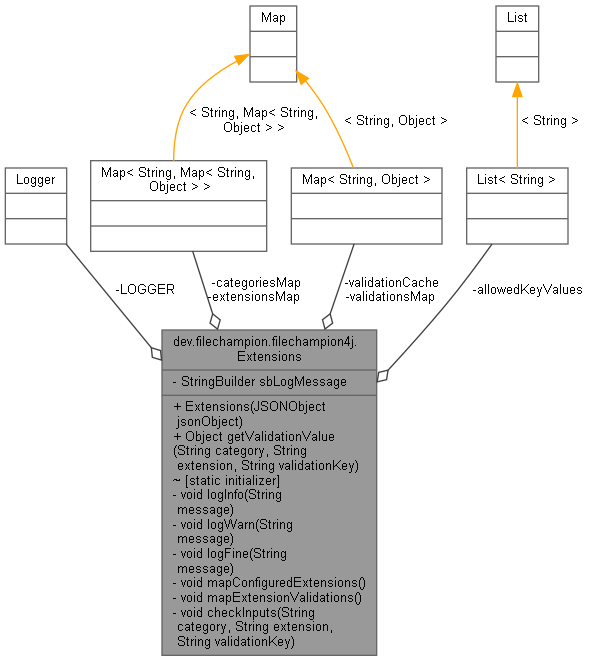 Map
List
< String, Map< String,
Object > >
< String, Object >
< String >
Logger
Map< String, Map< String,
Object > >
Map< String, Object >
List< String >
-LOGGER
-categoriesMap
-extensionsMap
-validationCache
-validationsMap
-allowedKeyValues
dev.filechampion.filechampion4j.
Extensions
- StringBuilder sbLogMessage
+ Extensions(JSONObject
jsonObject)
+ Object getValidationValue
(String category, String
extension, String validationKey)
~ [static initializer]
- void logInfo(String
message)
- void logWarn(String
message)
- void logFine(String
message)
- void mapConfiguredExtensions()
- void mapExtensionValidations()
- void checkInputs(String
category, String extension,
String validationKey)